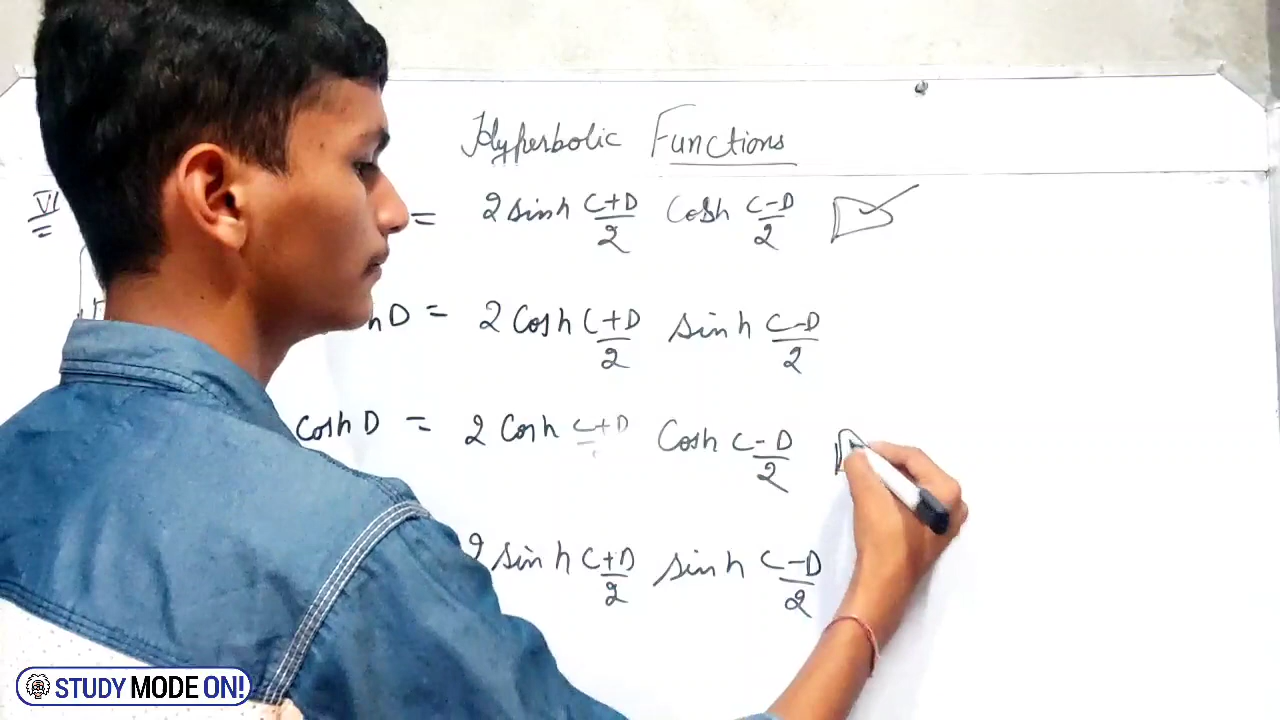 Hyperbolic Functions
VI = 2 sinh C+D/2 Cosh C-D/2
D = 2 Cosh C+D/2 sinh C-D/2
Cosh D = 2 Cosh C+D Cosh C-D/2
2 sinh C+D/2 sinh C-D/2
STUDY MODE ON!